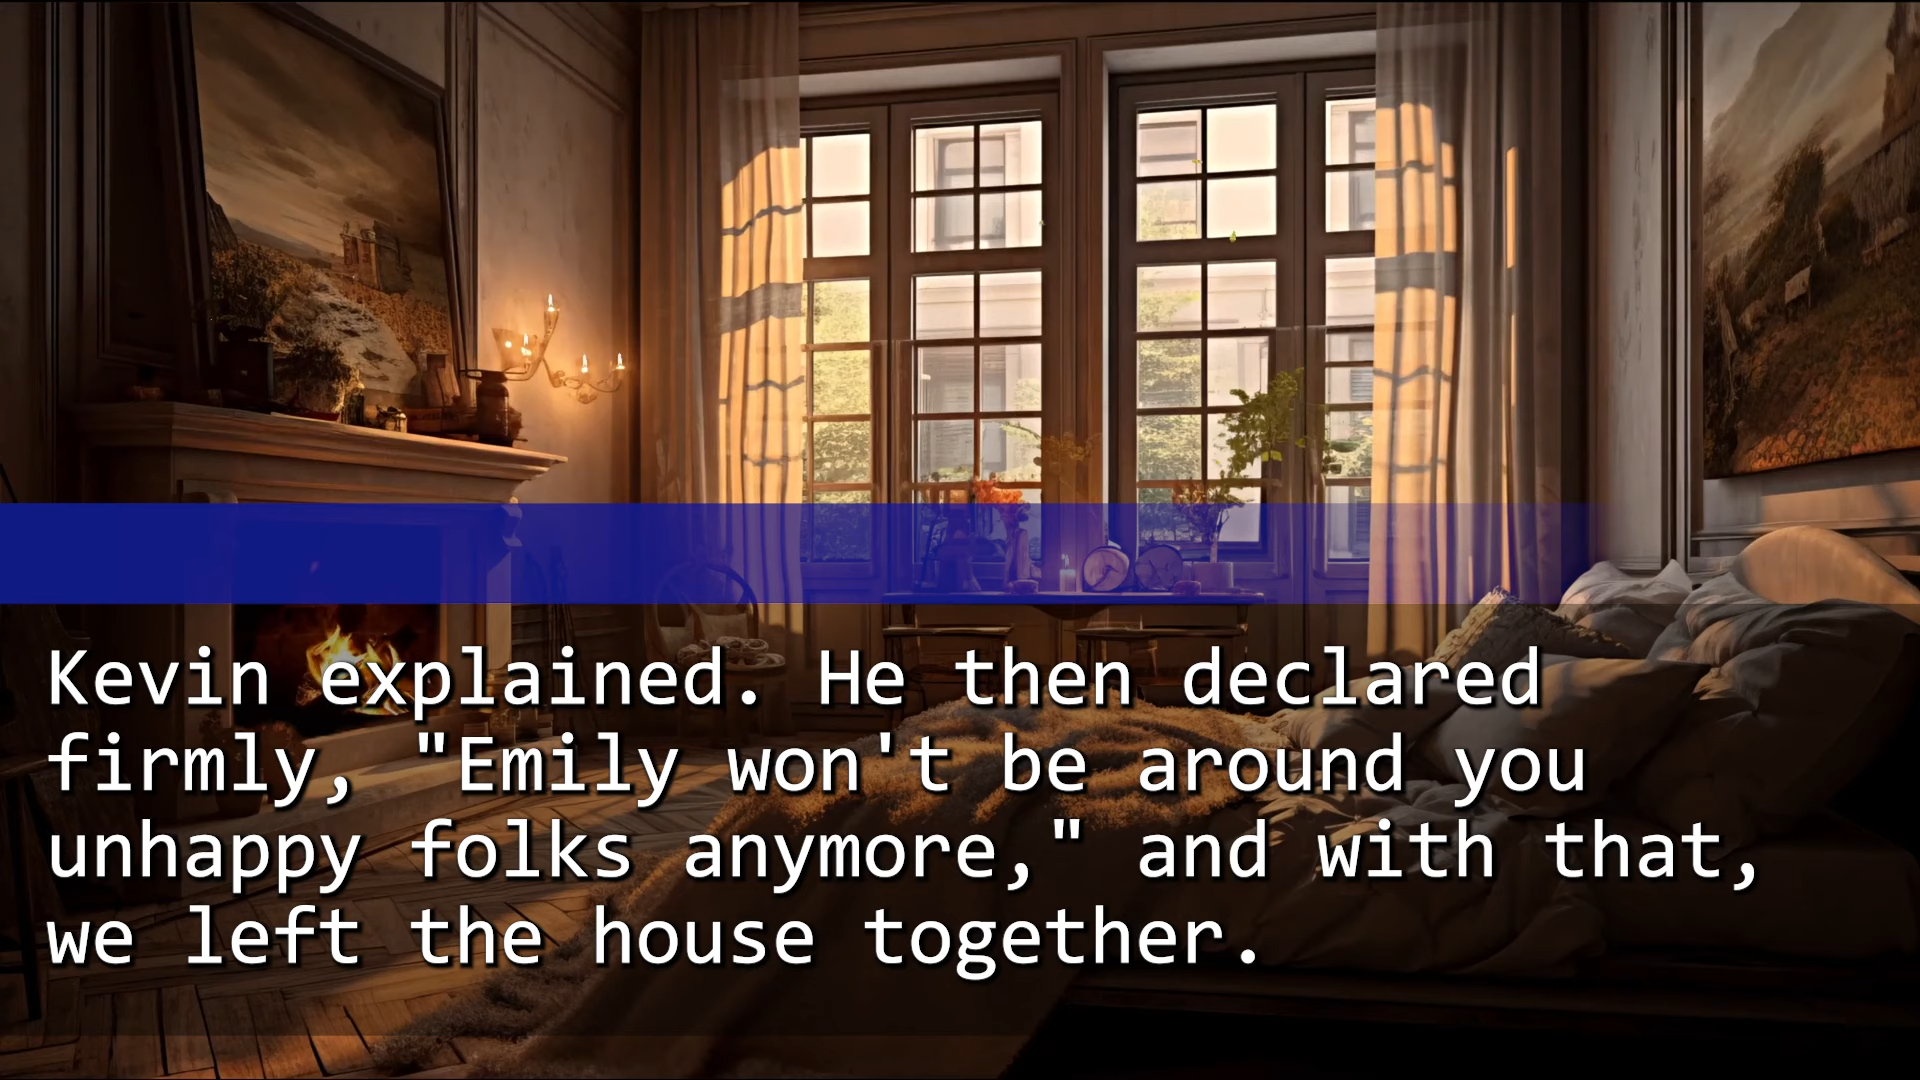 Kevin explained. He then declared
firmly, "Emily won't be around you
unhappy folks anymore," and with that,
we left the house together.